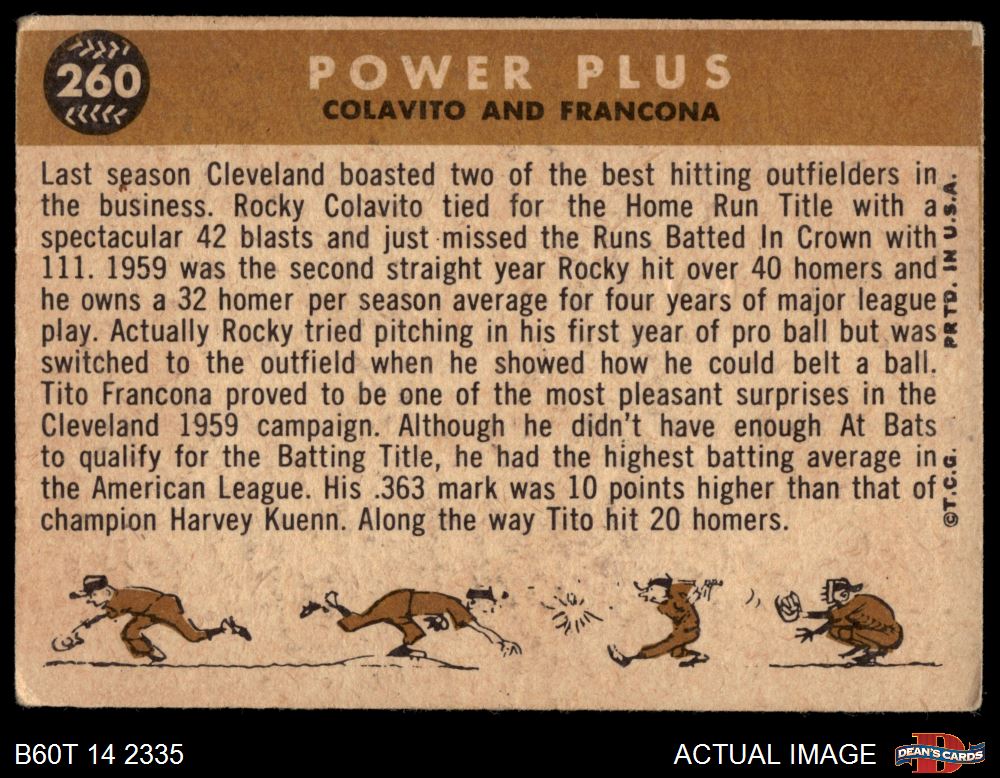 260
POWER PLUS
COLAVITO AND FRANCONA
Last season Cleveland boasted two of the best hitting outfielders in
the business. Rocky Colavito tied for the Home Run Title with a
spectacular 42 blasts and just missed the Runs Batted In Crown with
111. 1959 was the second straight year Rocky hit over 40 homers and
he owns a 32 homer per season average for four years of major league
play. Actually Rocky tried pitching in his first year of pro ball but was
switched to the outfield when he showed how he could belt a ball.
Tito Francona proved to be one of the most pleasant surprises in the
Cleveland 1959 campaign. Although he didn't have enough At Bats
to qualify for the Batting Title, he had the highest batting average in
the American League. His .363 mark was 10 points higher than that of
champion Harvey Kuenn. Along the way Tito hit 20 homers.
©T.C.G. PRTD. IN U.S.A.
B60T 14 2335
ACTUAL IMAGE
DEAN'S CARDS